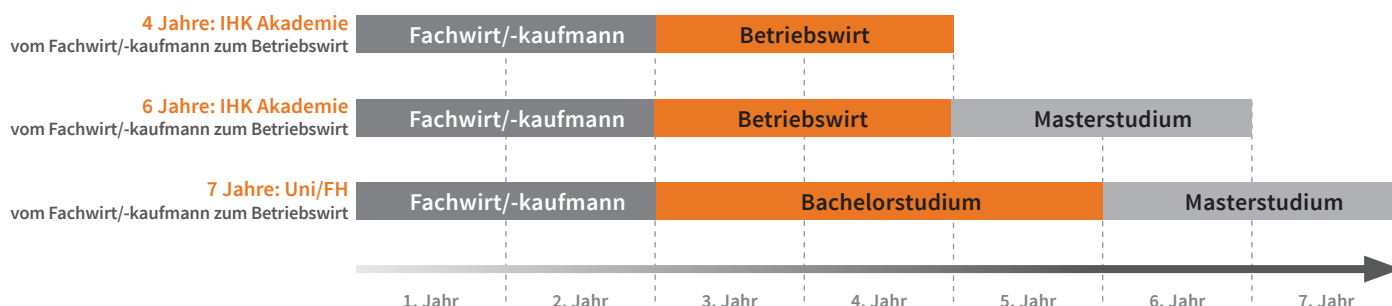 4 Jahre: IHK Akademie
vom Fachwirt/-kaufmann zum Betriebswirt
Fachwirt/-kaufmann
Betriebswirt
6 Jahre: IHK Akademie
vom Fachwirt/-kaufmann zum Betriebswirt
Fachwirt/-kaufmann
Betriebswirt
Masterstudium
7 Jahre: Uni/FH
vom Fachwirt/-kaufmann zum Betriebswirt
Fachwirt/-kaufmann
Bachelorstudium
Masterstudium
1. Jahr
2. Jahr
3. Jahr
4. Jahr
5. Jahr
6. Jahr
7. Jahr